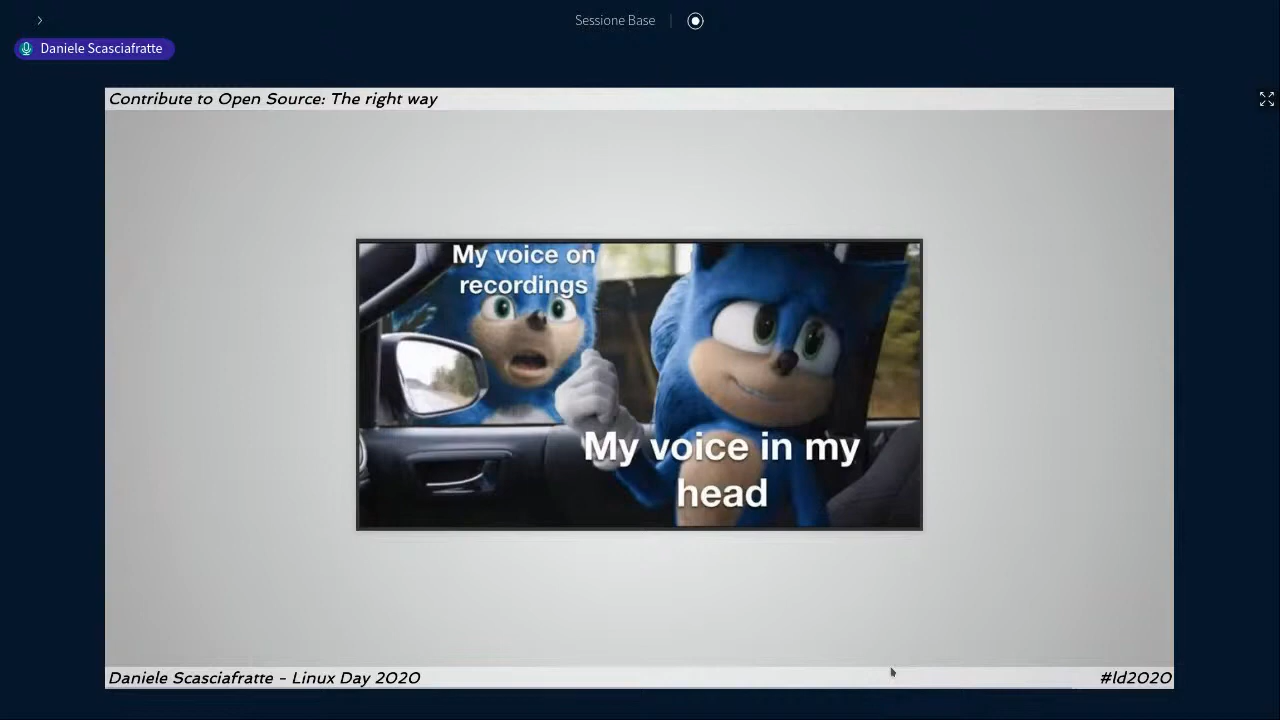 Sessione Base
Daniele Scasciafratte
Contribute to Open Source: The right way
My voice on
recordings
My voice in my
head
Daniele Scasciafratte - Linux Day 2020
#ld2020